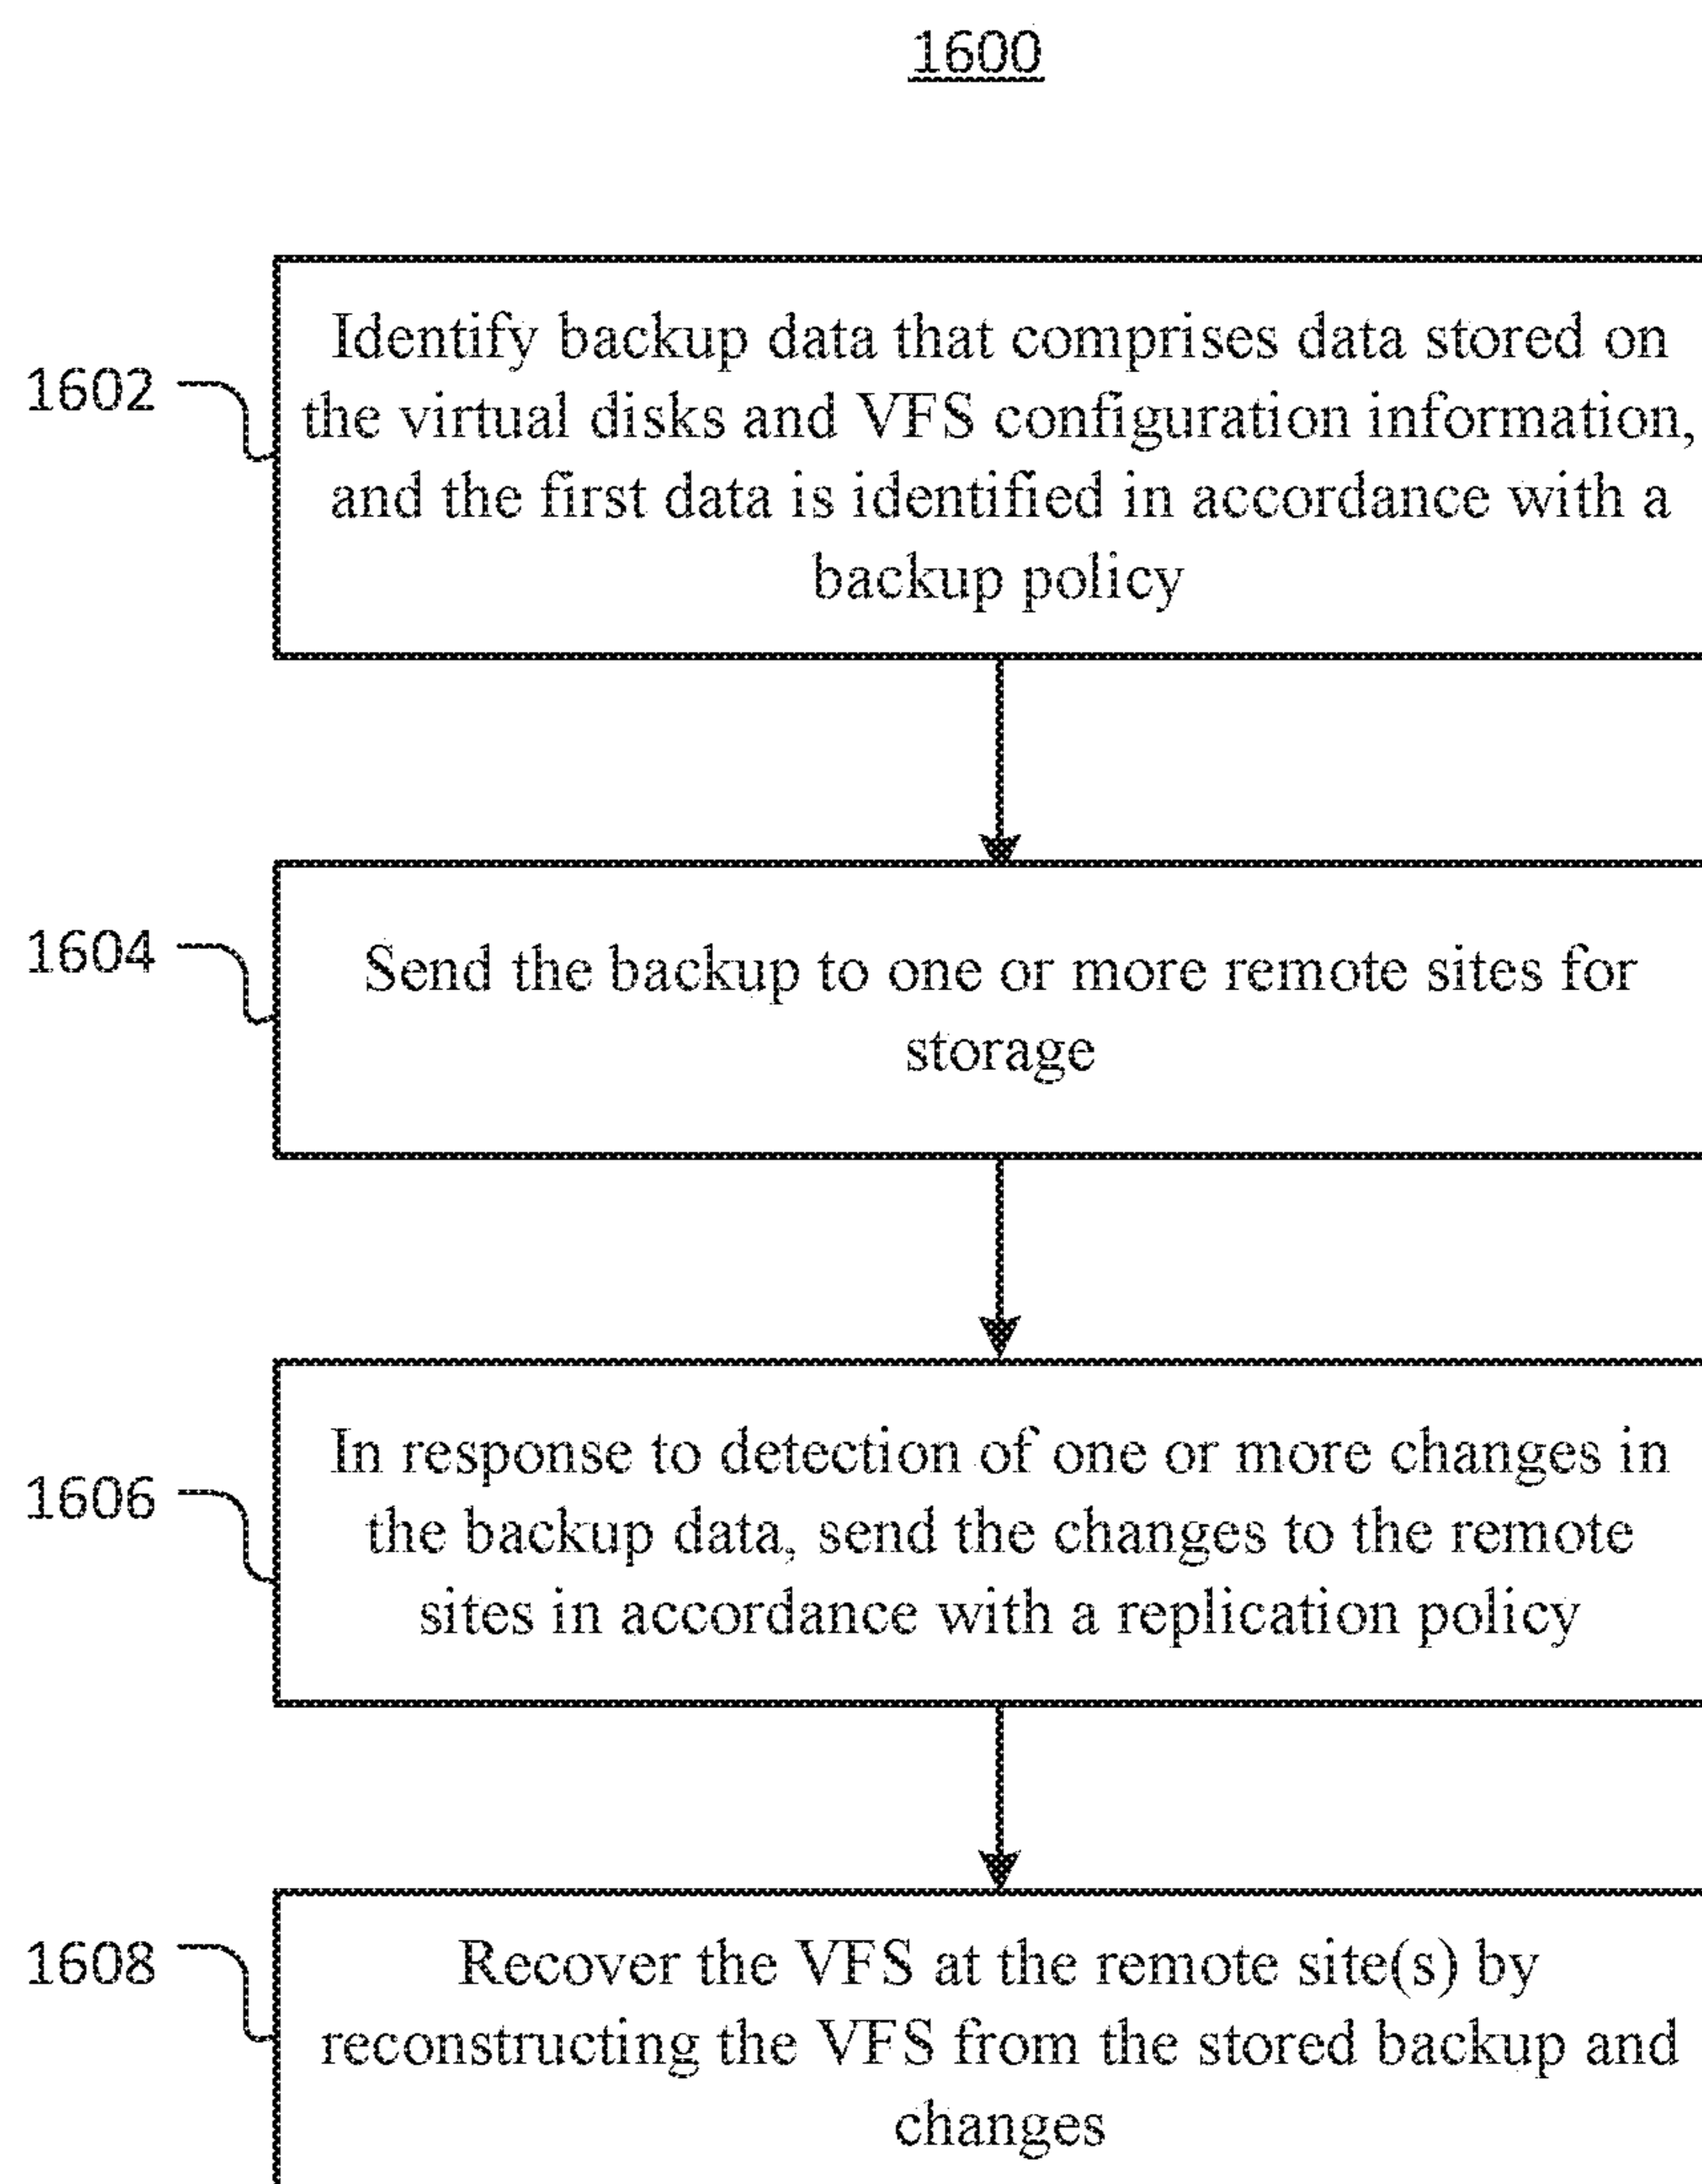 1600
1602
Identify backup data that comprises data stored on
the virtual disks and VFS configuration information,
and the first data is identified in accordance with a
backup policy
1604
Send the backup to one or more remote sites for
storage
1606
In response to detection of one or more changes in
the backup data, send the changes to the remote
sites in accordance with a replication policy
1608
Recover the VFS at the remote site(s) by
reconstructing the VFS from the stored backup and
changes